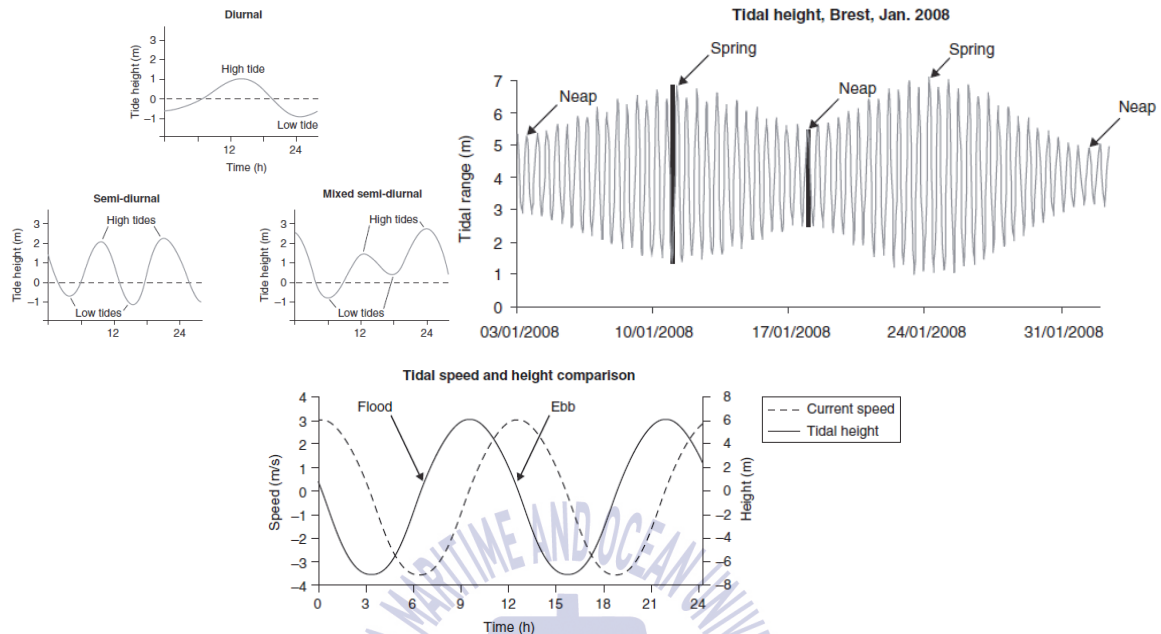 Diurnal
Tide height (m)
3
2
1
0
−1
High tide
Low tide
12
24
Time (h)
Semi-diurnal
Tide height (m)
3
2
1
0
−1
High tides
Low tides
12
24
Mixed semi-diurnal
Tide height (m)
3
2
1
0
−1
High tides
Low tides
12
24
Time (h)
Tidal height, Brest, Jan. 2008
Tidal range (m)
7
6
5
4
3
2
1
0
Neap
Spring
Neap
Spring
Neap
03/01/2008
10/01/2008
17/01/2008
24/01/2008
31/01/2008
Tidal speed and height comparison
Speed (m/s)
4
3
2
1
0
−1
−2
−3
−4
Flood
Ebb
8
6
4
2
0
−2
−4
−6
−8
Height (m)
0
3
6
9
12
15
18
21
24
Time (h)
Current speed
Tidal height
MARITIME AND OCEAN